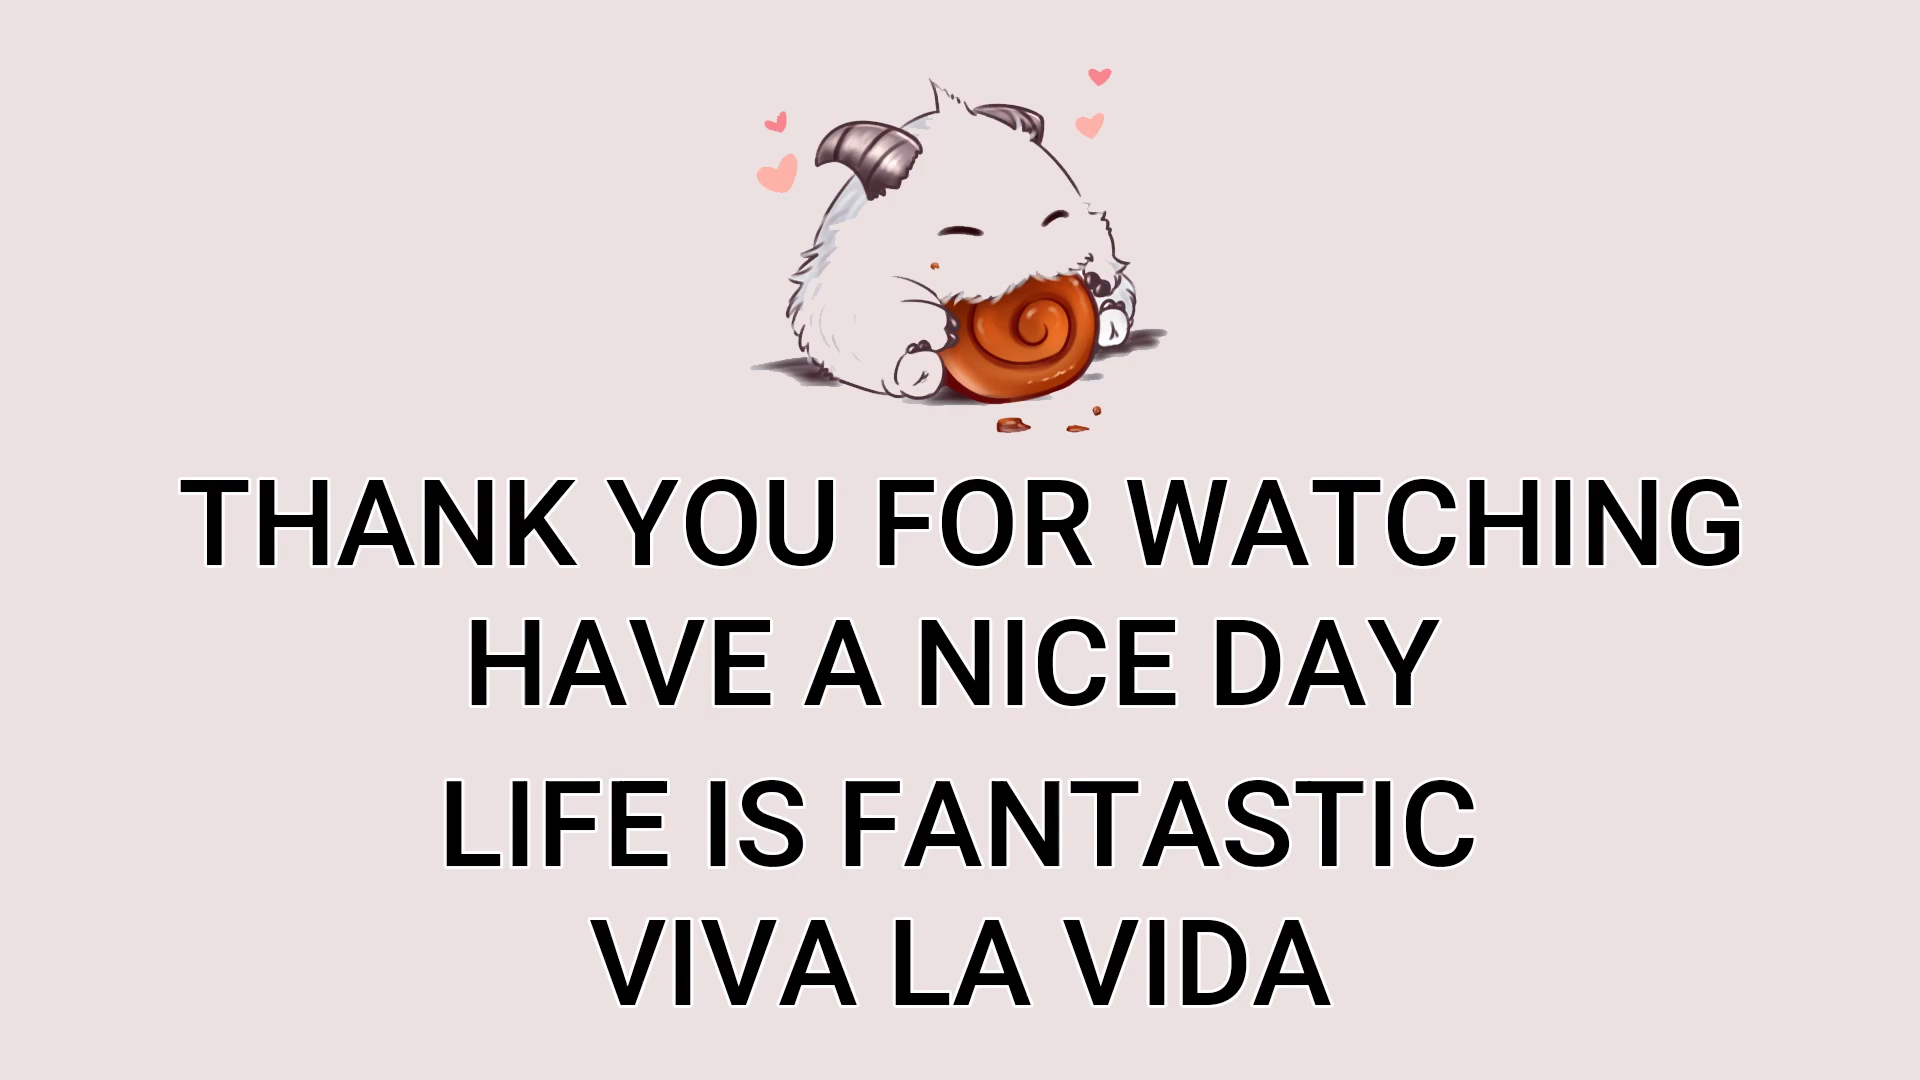 THANK YOU FOR WATCHING
HAVE A NICE DAY
LIFE IS FANTASTIC
VIVA LA VIDA